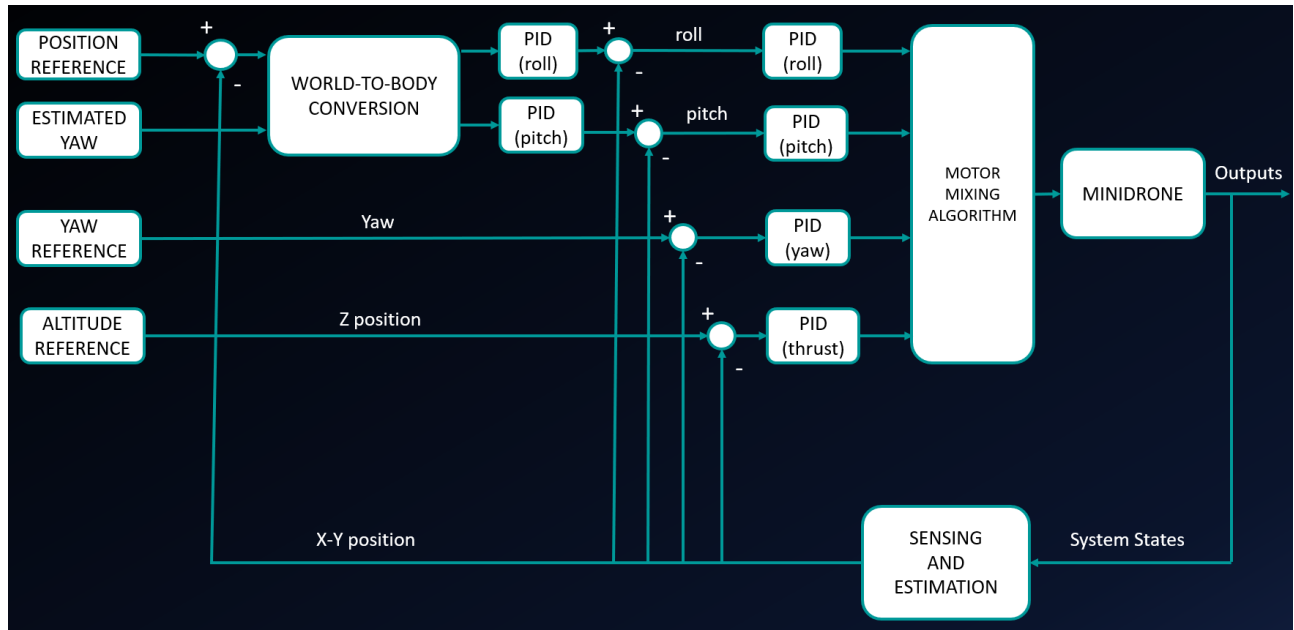 +
POSITION
REFERENCE
-
WORLD-TO-BODY
CONVERSION
PID
(roll)
+
-
roll
PID
(roll)
ESTIMATED
YAW
PID
(pitch)
+
-
pitch
PID
(pitch)
MOTOR
MIXING
ALGORITHM
MINIDRONE
Outputs
YAW
REFERENCE
Yaw
+
-
PID
(yaw)
ALTITUDE
REFERENCE
Z position
+
-
PID
(thrust)
X-Y position
SENSING
AND
ESTIMATION
System States